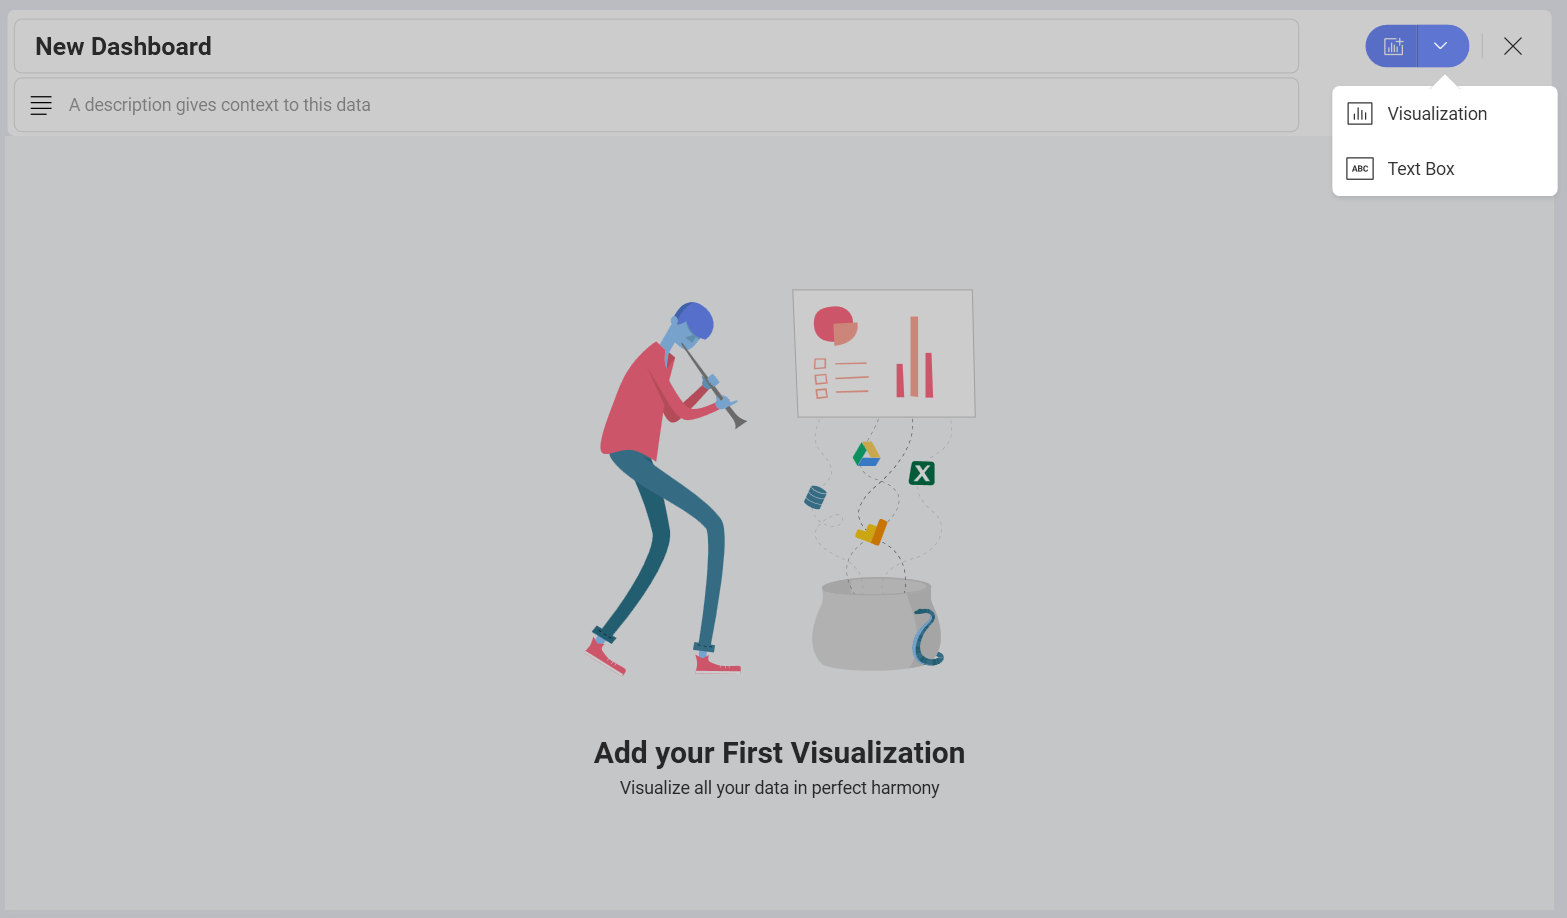 New Dashboard
A description gives context to this data
Visualization
ABC Text Box
X
Add your First Visualization
Visualize all your data in perfect harmony